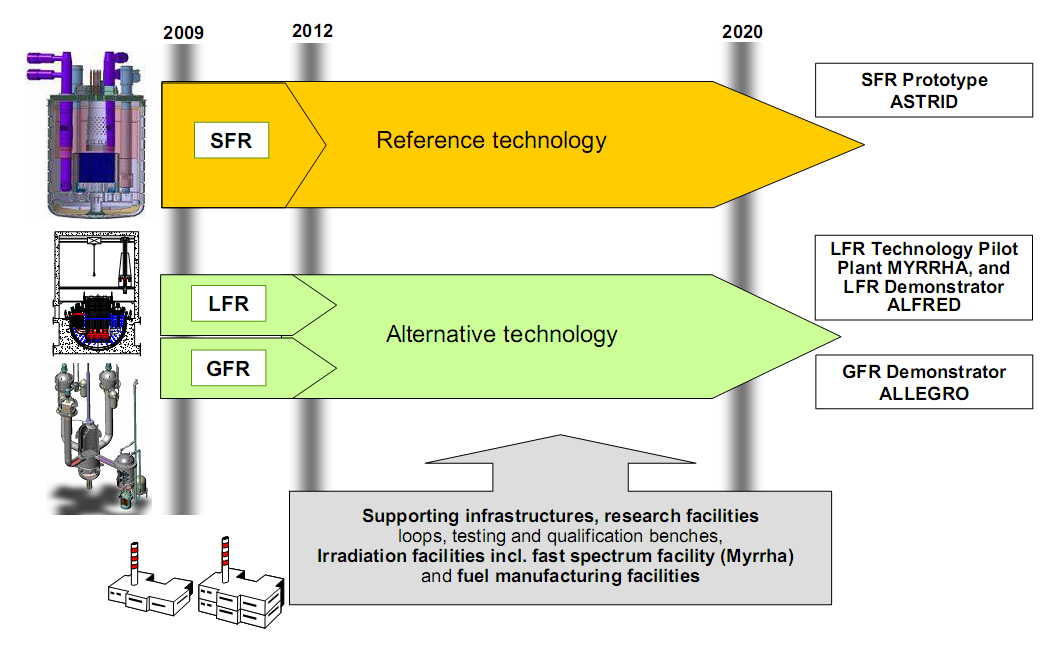 2009
2012
2020
SFR
Reference technology
SFR Prototype
ASTRID
LFR
GFR
Alternative technology
LFR Technology Pilot
Plant MYRRHA, and
LFR Demonstrator
ALFRED
GFR Demonstrator
ALLEGRO
Supporting infrastructures, research facilities
loops, testing and qualification benches,
Irradiation facilities incl. fast spectrum facility (Myrrha)
and fuel manufacturing facilities